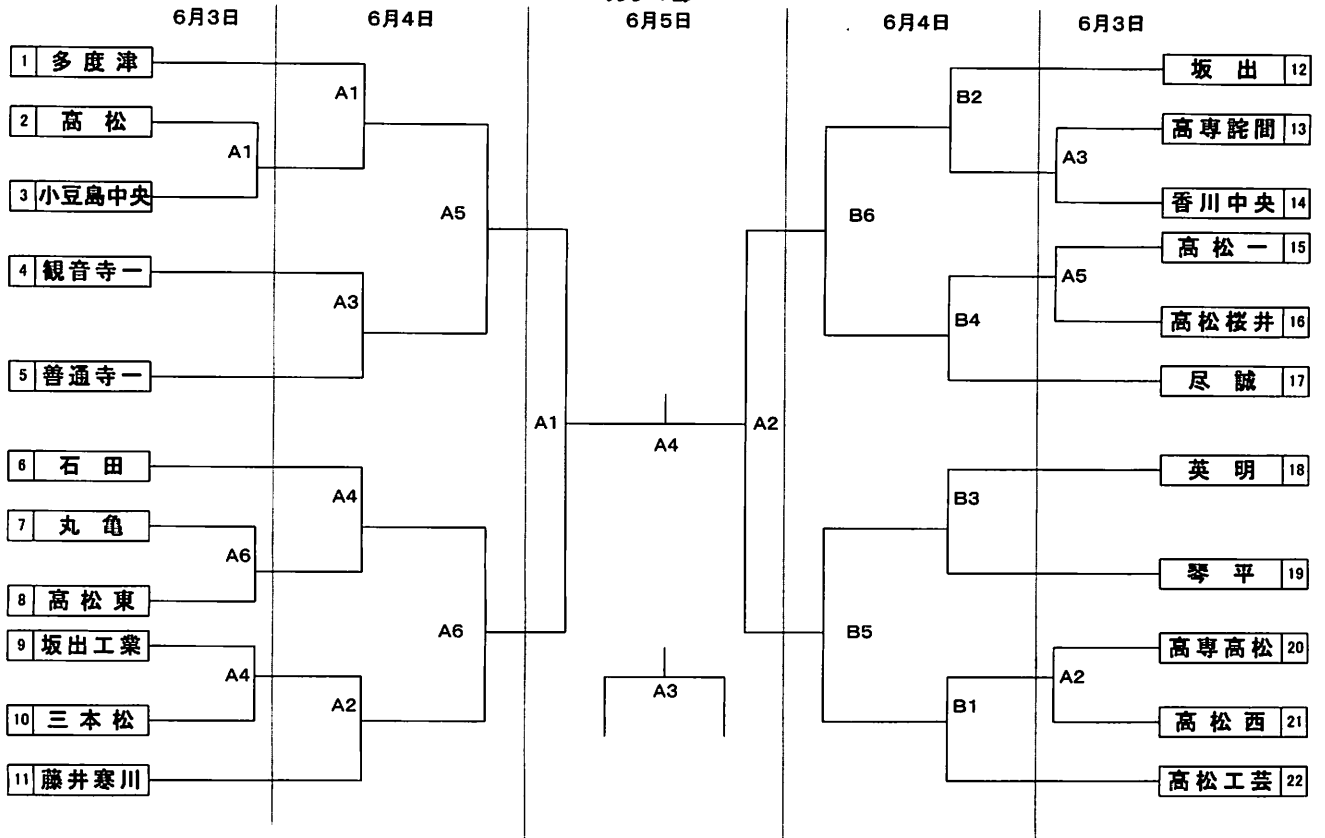 6月3日 6月4日 6月5日 6月4日 6月3日
1 多度津
2 高松
3 小豆島中央
4 観音寺一
5 善通寺一
6 石田
7 丸亀
8 高松東
9 坂出工業
10 三本松
11 藤井寒川
A1
A6
A4
A1
A3
A4
A2
A5
A6
A1
A4
A3
A2
B6
B5
B2
B4
B3
B1
A3
A5
A2
坂出 12
高専詫間 13
香川中央 14
高松一 15
高松桜井 16
尽誠 17
英明 18
琴平 19
高専高松 20
高松西 21
高松工芸 22